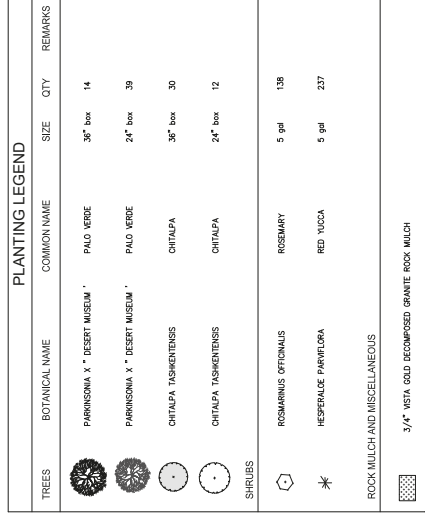 PLANTING LEGEND
TREES BOTANICAL NAME COMMON NAME SIZE QTY REMARKS
PARKINSONIA X " DESERT MUSEUM ' PALO VERDE 36" box 14
PARKINSONIA X " DESERT MUSEUM ' PALO VERDE 24" box 39
CHITALPA TASHKENTENSIS CHITALPA 36" box 30
CHITALPA TASHKENTENSIS CHITALPA 24" box 12
SHRUBS
ROSMARINUS OFFICINALIS ROSEMARY 5 gal 138
HESPERALOE PARVIFLORA RED YUCCA 5 gal 237
ROCK MULCH AND MISCELLANEOUS
3/4" VISTA GOLD DECOMPOSED GRANITE ROCK MULCH